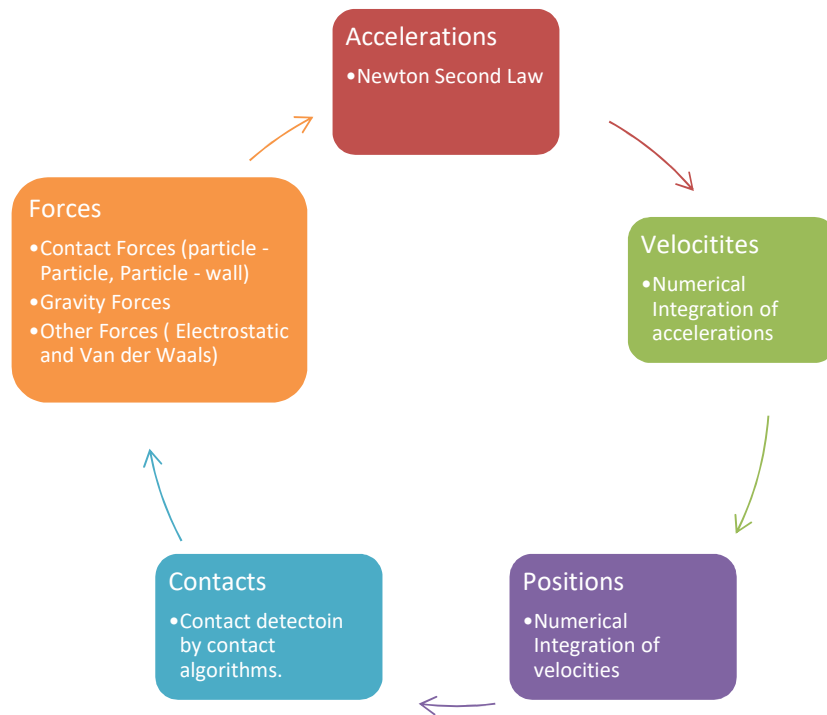 Accelerations
•Newton Second Law
Forces
•Contact Forces (particle -
Particle, Particle - wall)
•Gravity Forces
•Other Forces ( Electrostatic
and Van der Waals)
Velocitites
•Numerical
Integration of
accelerations
Contacts
•Contact detectoin
by contact
algorithms.
Positions
•Numerical
Integration of
velocities